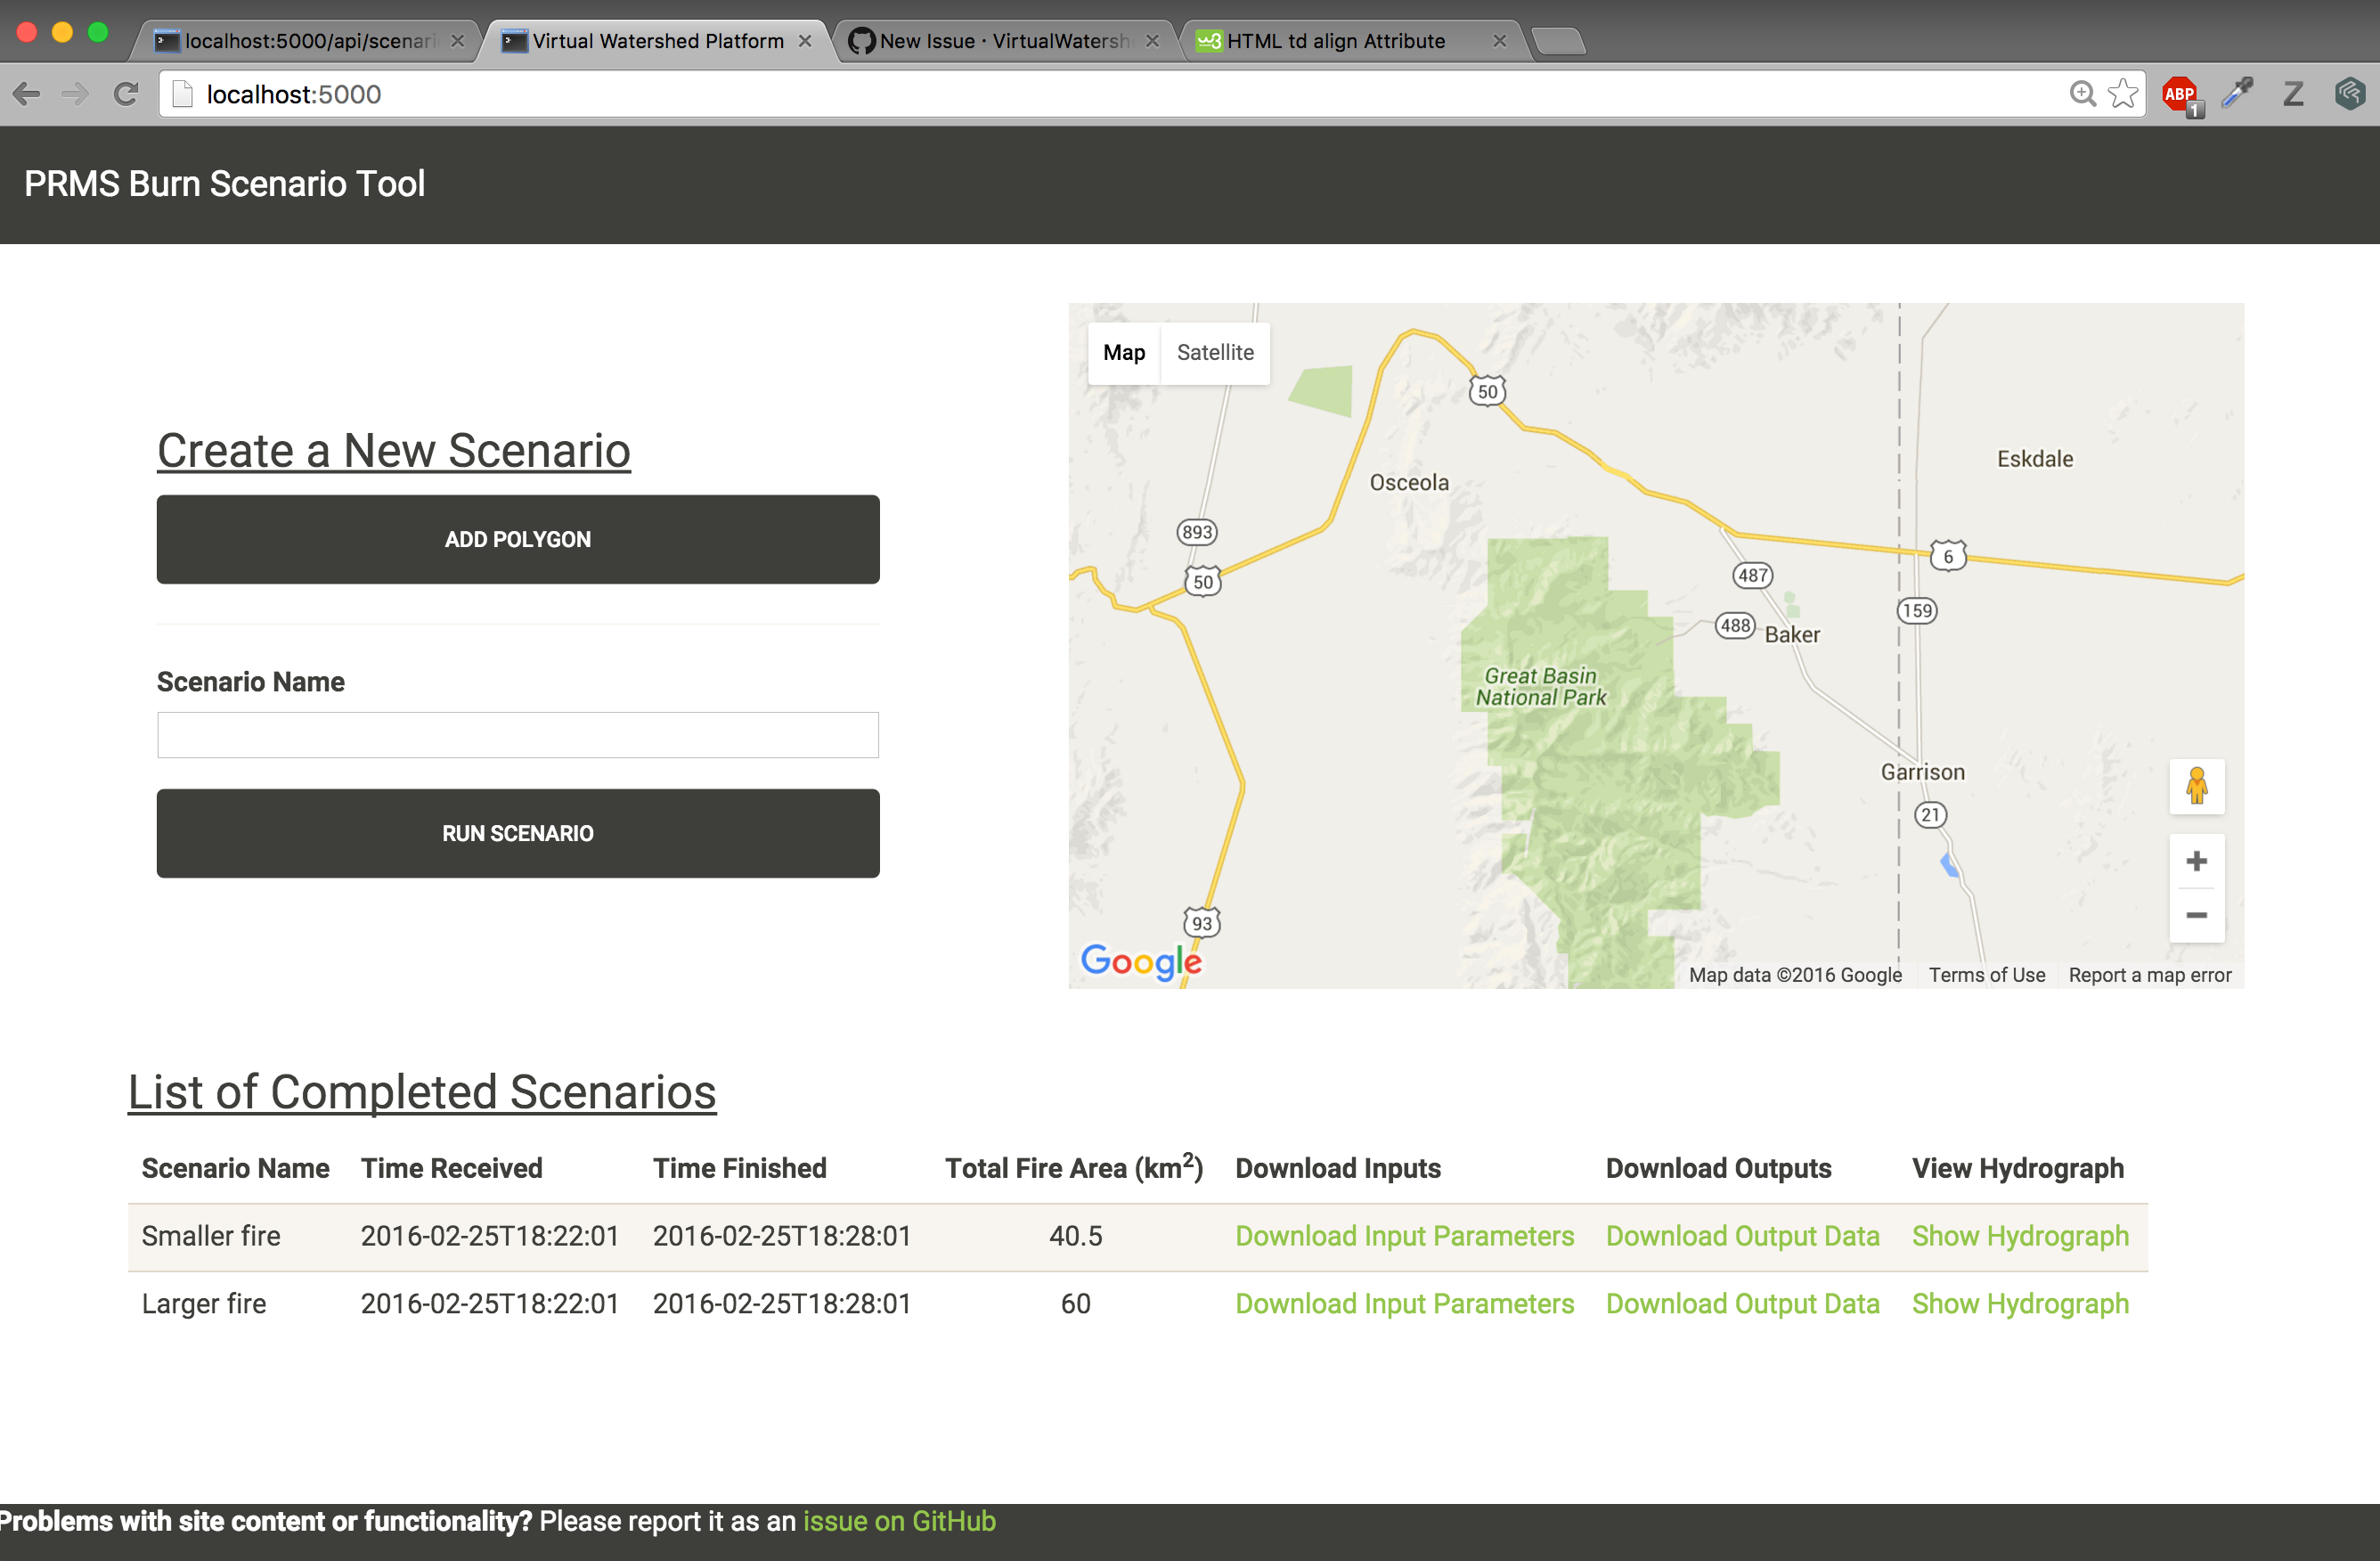 localhost:5000/api/scenari
Virtual Watershed Platform
New Issue · VirtualWatersh
HTML td align Attribute
localhost:5000
ABP
1
Z
PRMS Burn Scenario Tool
Create a New Scenario
ADD POLYGON
Scenario Name
RUN SCENARIO
Map
Satellite
50
Osceola
Eskdale
893
50
6
487
159
488
Baker
Great Basin
National Park
Garrison
21
93
Google
Map data ©2016 Google
Terms of Use
Report a map error
List of Completed Scenarios
Scenario Name Time Received Time Finished Total Fire Area (km²) Download Inputs Download Outputs View Hydrograph
Smaller fire 2016-02-25T18:22:01 2016-02-25T18:28:01 40.5 Download Input Parameters Download Output Data Show Hydrograph
Larger fire 2016-02-25T18:22:01 2016-02-25T18:28:01 60 Download Input Parameters Download Output Data Show Hydrograph
Problems with site content or functionality? Please report it as an issue on GitHub